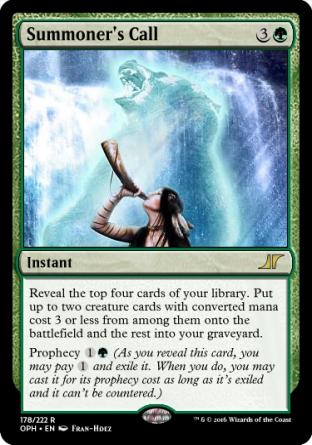 Summoner's Call 3
Instant
Reveal the top four cards of your library. Put
up to two creature cards with converted mana
cost 3 or less from among them onto the
battlefield and the rest into your graveyard.
Prophecy 1 (As you reveal this card, you
may pay 1 and exile it. When you do, you may
cast it for its prophecy cost as long as it's exiled
and it can't be countered.)
178/222 R
OPH • EN Fran-Hdez
™ & © 2016 Wizards of the Coast